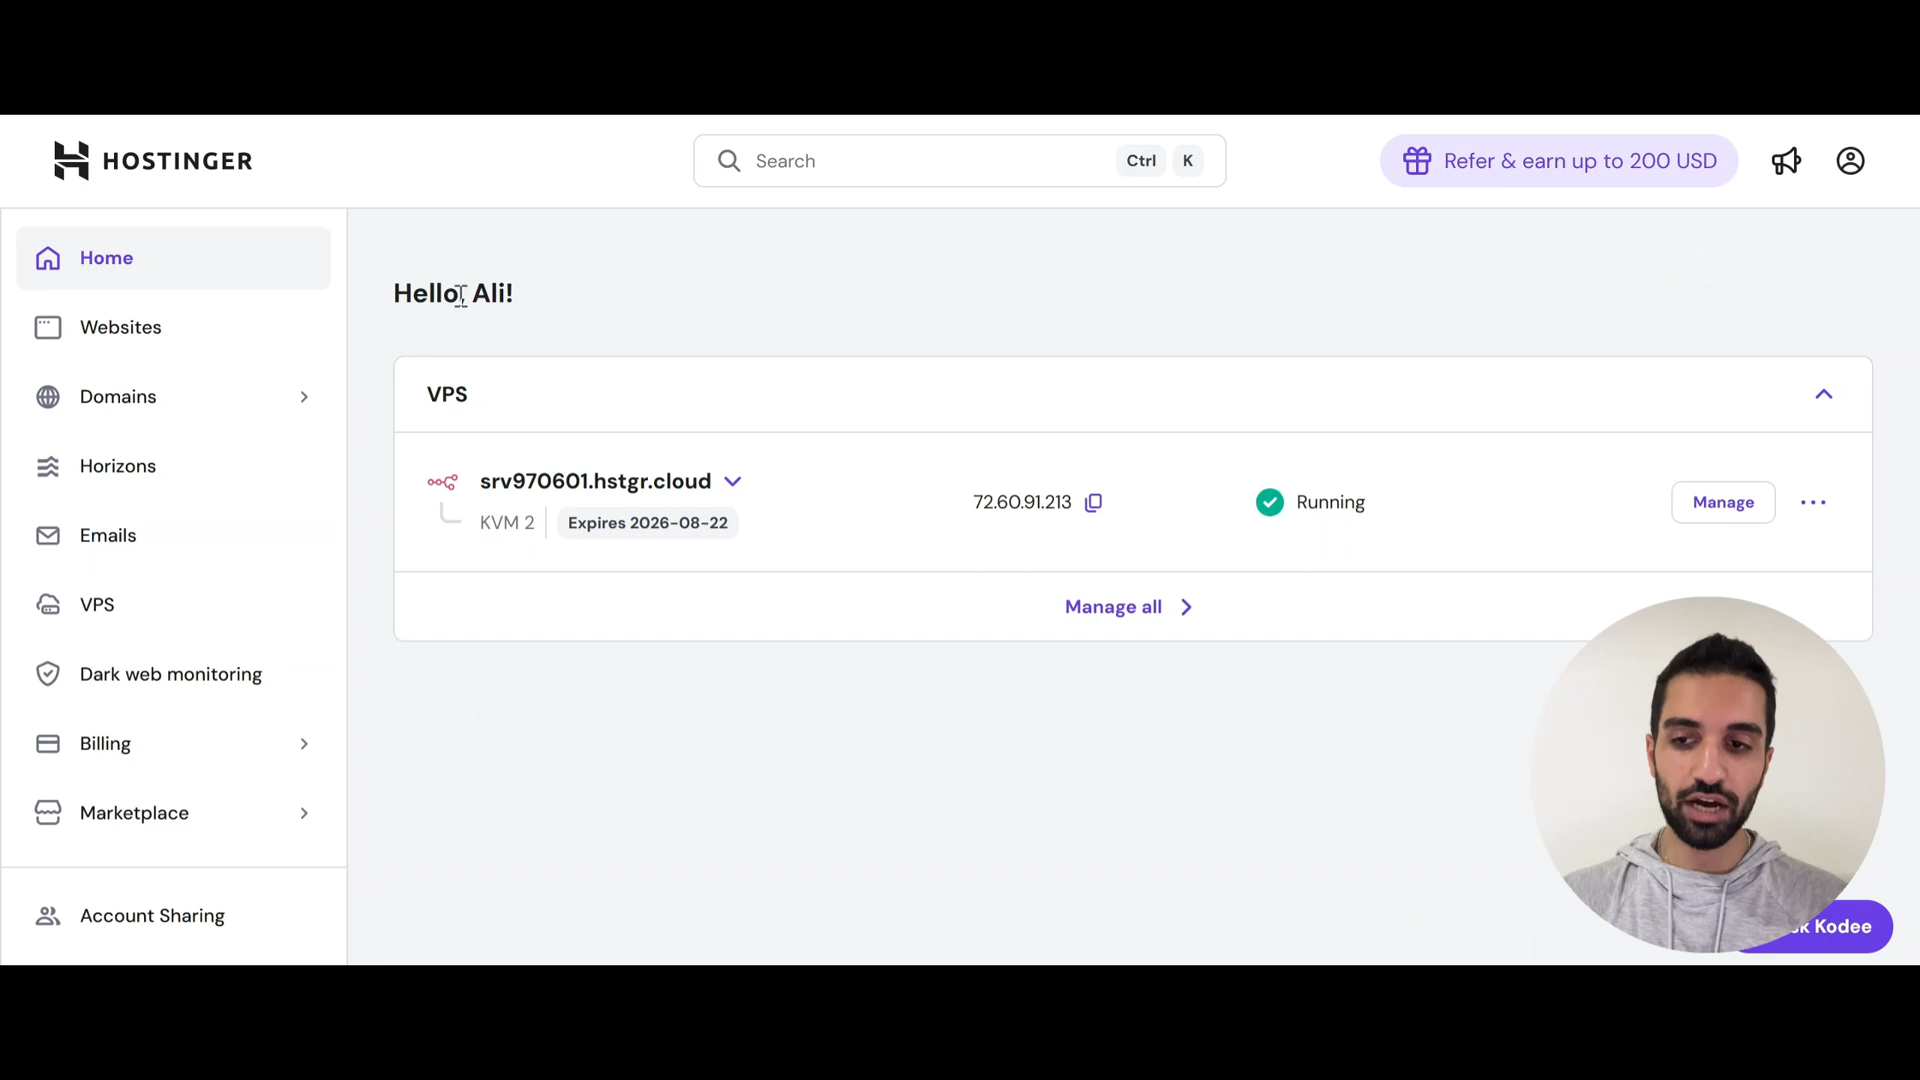 HOSTINGER
Search
Ctrl
K
Refer & earn up to 200 USD
Home
Websites
Domains
Horizons
Emails
VPS
Dark web monitoring
Billing
Marketplace
Account Sharing
Hello, Ali!
VPS
srv970601.hstgr.cloud
KVM 2
Expires 2026-08-22
72.60.91.213
Running
Manage
Manage all
Kodee